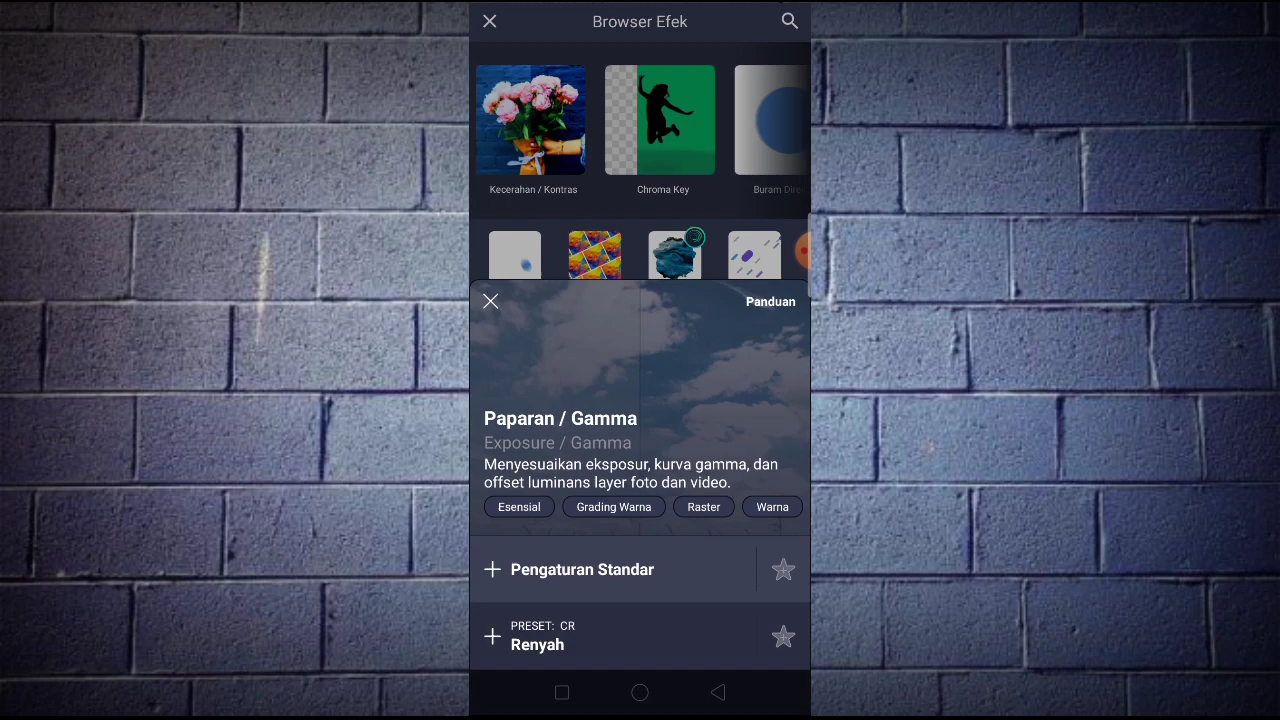 Browser Efek
Kecerahan / Kontras
Chroma Key
Buram
Panduan
Paparan / Gamma
Exposure / Gamma
Menyesuaikan eksposur, kurva gamma, dan
offset luminans layer foto dan video.
Esensial
Grading Warna
Raster
Warna
Pengaturan Standar
PRESET: CR
Renyah